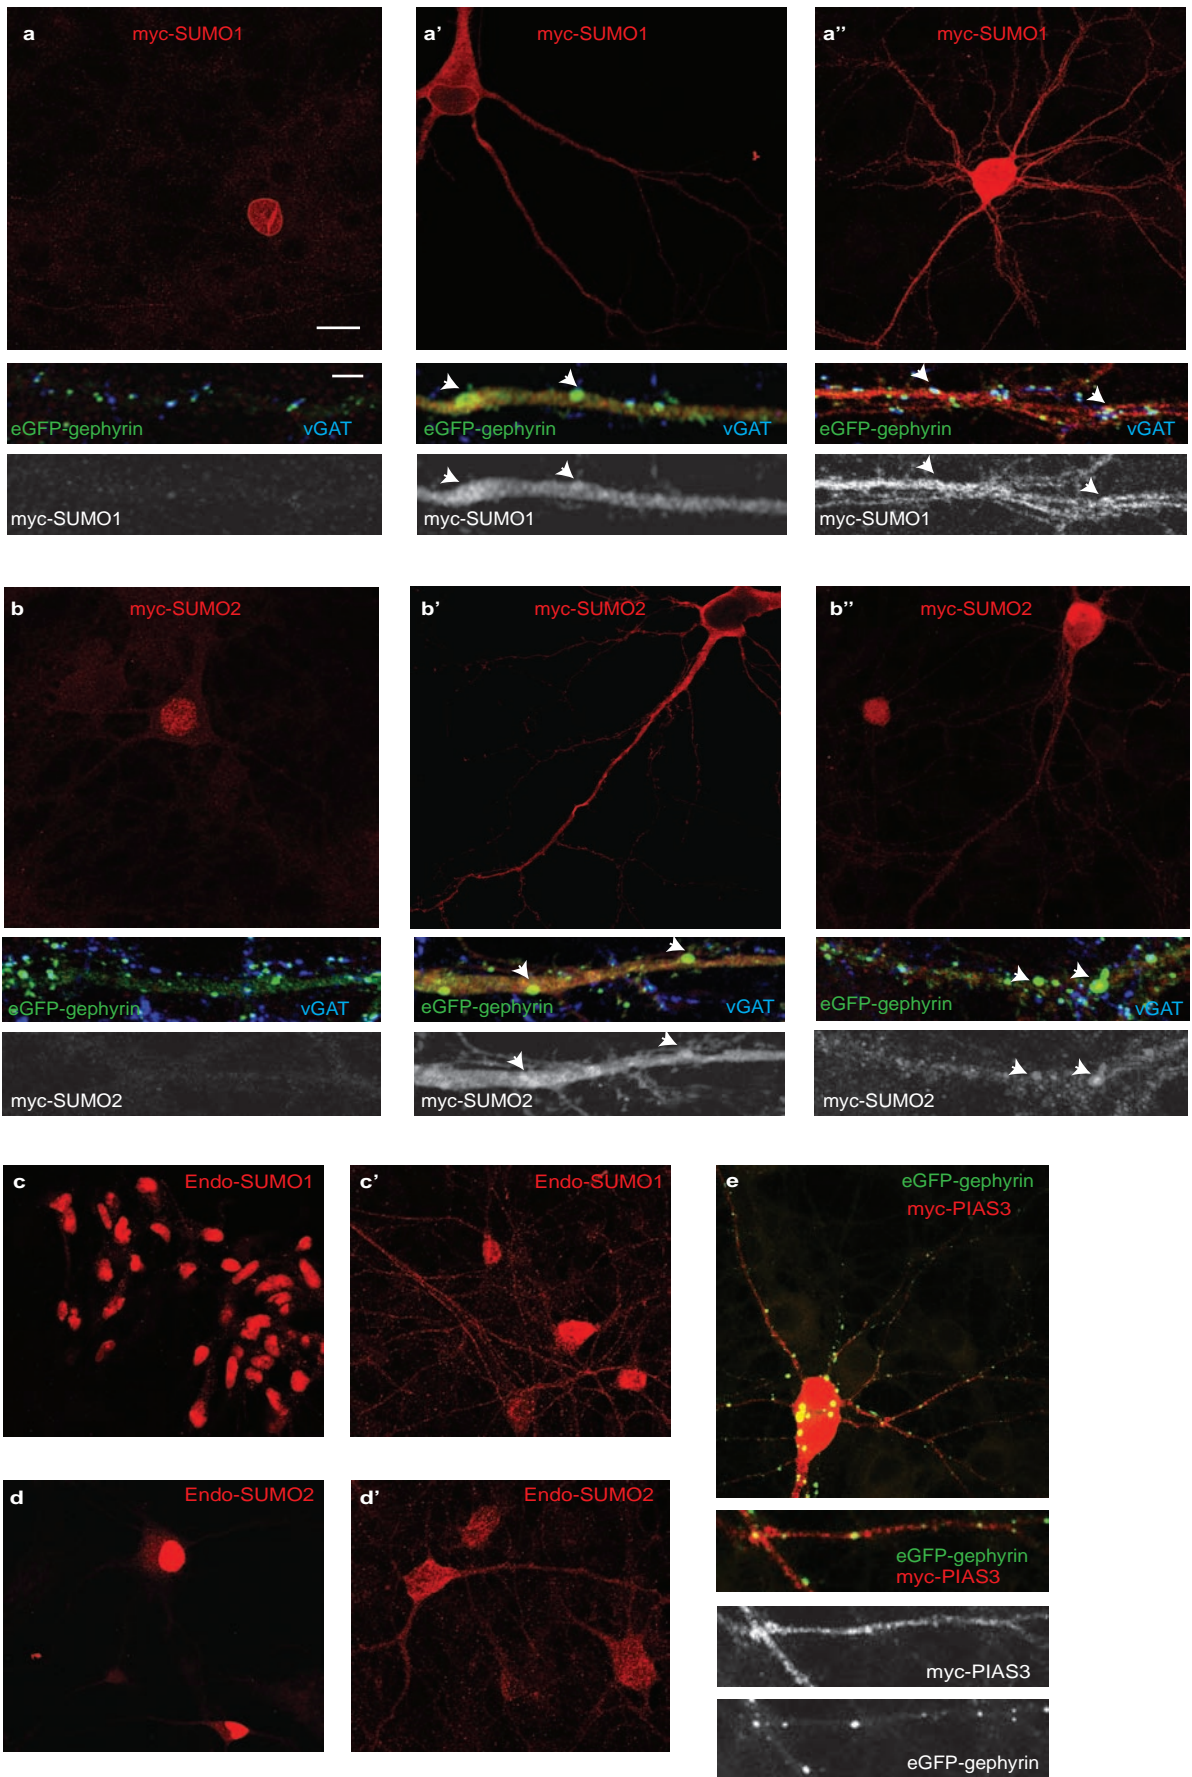 a myc-SUMO1
a' myc-SUMO1
a'' myc-SUMO1
eGFP-gephyrin vGAT
eGFP-gephyrin vGAT
eGFP-gephyrin vGAT
myc-SUMO1
myc-SUMO1
myc-SUMO1
b myc-SUMO2
b' myc-SUMO2
b'' myc-SUMO2
eGFP-gephyrin vGAT
eGFP-gephyrin vGAT
eGFP-gephyrin vGAT
myc-SUMO2
myc-SUMO2
myc-SUMO2
c Endo-SUMO1
c' Endo-SUMO1
e eGFP-gephyrin
myc-PIAS3
d Endo-SUMO2
d' Endo-SUMO2
eGFP-gephyrin
myc-PIAS3
myc-PIAS3
eGFP-gephyrin